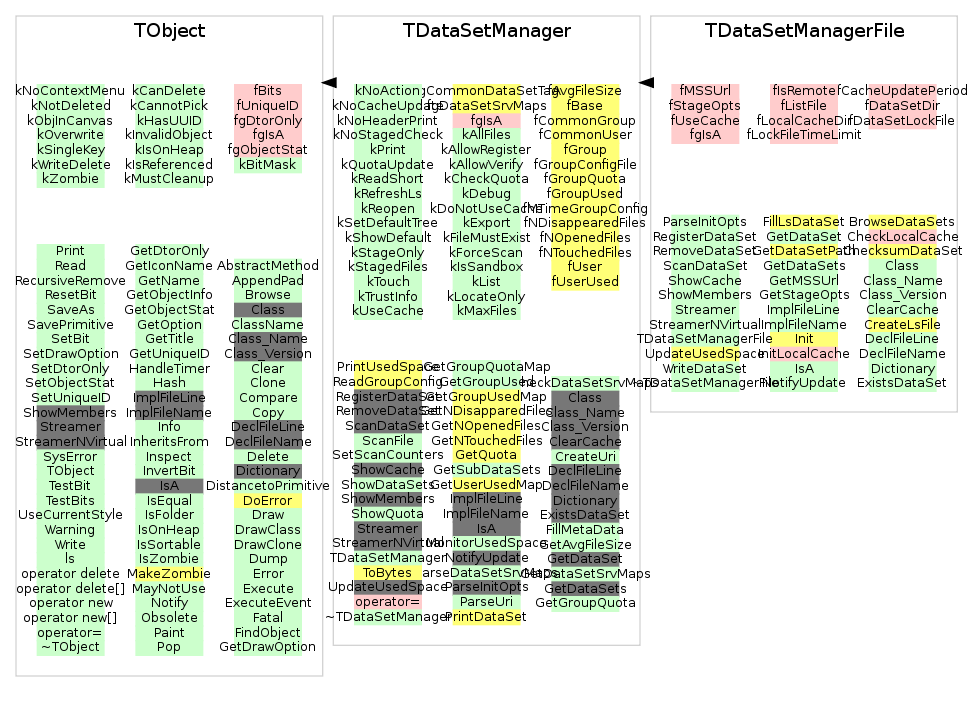 TObject
kNoContextMenu
kNotDeleted
kObjInCanvas
kOverwrite
kSingleKey
kWriteDelete
kZombie
kCanDelete
kCannotPick
kHasUUID
kInvalidObject
kIsOnHeap
kIsReferenced
kMustCleanup
fBits
fUniqueID
fgDtorOnly
fgIsA
fgObjectStat
kBitMask
Print
Read
RecursiveRemove
ResetBit
SaveAs
SavePrimitive
SetBit
SetDrawOption
SetDtorOnly
SetObjectStat
SetUniqueID
ShowMembers
Streamer
StreamerNVirtual
SysError
TObject
TestBit
TestBits
UseCurrentStyle
Warning
Write
ls
operator delete
operator delete[]
operator new
operator new[]
operator=
~TObject
GetDtorOnly
GetIconName
GetName
GetObjectInfo
GetObjectStat
GetOption
GetTitle
GetUniqueID
HandleTimer
Hash
ImplFileLine
ImplFileName
Info
InheritsFrom
Inspect
InvertBit
IsA
IsEqual
IsFolder
IsOnHeap
IsSortable
IsZombie
MakeZombie
MayNotUse
Notify
Obsolete
Paint
Pop
AbstractMethod
AppendPad
Browse
Class
ClassName
Class_Name
Class_Version
Clear
Clone
Compare
Copy
DeclFileLine
DeclFileName
Delete
Dictionary
DistancetoPrimitive
DoError
Draw
DrawClass
DrawClone
Dump
Error
Execute
ExecuteEvent
Fatal
FindObject
GetDrawOption
TDataSetManager
kNoAction
kNoCacheUpdate
kNoHeaderPrint
kNoStagedCheck
kPrint
kQuotaUpdate
kReadShort
kRefreshLs
kReopen
kSetDefaultTree
kShowDefault
kStageOnly
kStagedFiles
kTouch
kTrustInfo
kUseCache
CommonDataSetTag
fgDataSetSrvMaps
fgIsA
kAllFiles
kAllowRegister
kAllowVerify
kCheckQuota
kDebug
kDoNotUseCache
kExport
kFileMustExist
kForceScan
kIsSandbox
kList
kLocateOnly
kMaxFiles
fAvgFileSize
fBase
fCommonGroup
fCommonUser
fGroup
fGroupConfigFile
fGroupQuota
fGroupUsed
fMTimeGroupConfig
fNDisappearedFiles
fNOpenedFiles
fNTouchedFiles
fUser
fUserUsed
PrintUsedSpace
ReadGroupConfig
RegisterDataSet
RemoveDataSet
ScanDataSet
ScanFile
SetScanCounters
ShowCache
ShowDataSets
ShowMembers
ShowQuota
Streamer
StreamerNVirtual
TDataSetManager
ToBytes
UpdateUsedSpace
operator=
~TDataSetManager
GetGroupQuotaMap
GetGroupUsed
GetGroupUsedMap
GetNDisapparedFiles
GetNOpenedFiles
GetNTouchedFiles
GetQuota
GetSubDataSets
GetUserUsedMap
ImplFileLine
ImplFileName
IsA
MonitorUsedSpace
NotifyUpdate
arseDataSetSrvMaps
ParseInitOpts
ParseUri
PrintDataSet
heckDataSetSrvMaps
Class
Class_Name
Class_Version
ClearCache
CreateUri
DeclFileLine
DeclFileName
Dictionary
ExistsDataSet
FillMetaData
GetAvgFileSize
GetDataSet
GetDataSetSrvMaps
GetDataSets
GetGroupQuota
TDataSetManagerFile
fMSSUrl
fStageOpts
fUseCache
fgIsA
fIsRemote
fListFile
fLocalCacheDir
fLockFileTimeLimit
fCacheUpdatePeriod
fDataSetDir
fDataSetLockFile
ParseInitOpts
RegisterDataSet
RemoveDataSet
ScanDataSet
ShowCache
ShowMembers
Streamer
StreamerNVirtual
TDataSetManagerFile
UpdateUsedSpace
WriteDataSet
~TDataSetManagerFile
FillLsDataSet
GetDataSet
GetDataSetPath
GetDataSets
GetMSSUrl
GetStageOpts
ImplFileLine
ImplFileName
Init
InitLocalCache
IsA
NotifyUpdate
BrowseDataSets
CheckLocalCache
ChecksumDataSet
Class
Class_Name
Class_Version
ClearCache
CreateLsFile
DeclFileLine
DeclFileName
Dictionary
ExistsDataSet